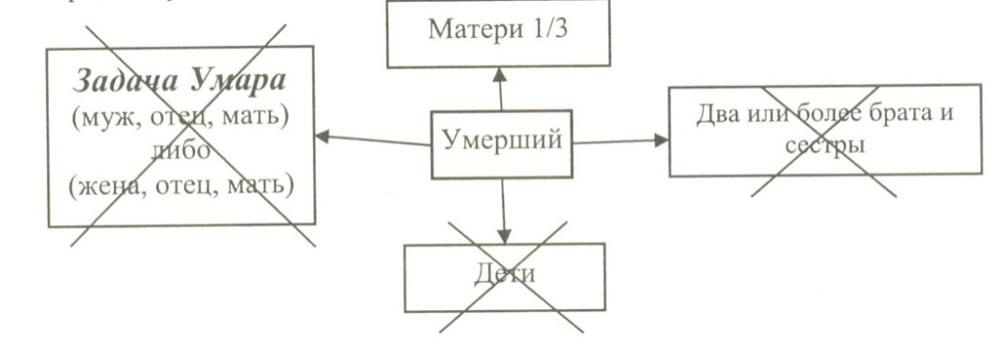 Матери 1/3
Задача Умара
(муж, отец, мать)
либо
(жена, отец, мать)
Умерший
Два или более брата и
сестры
Дети